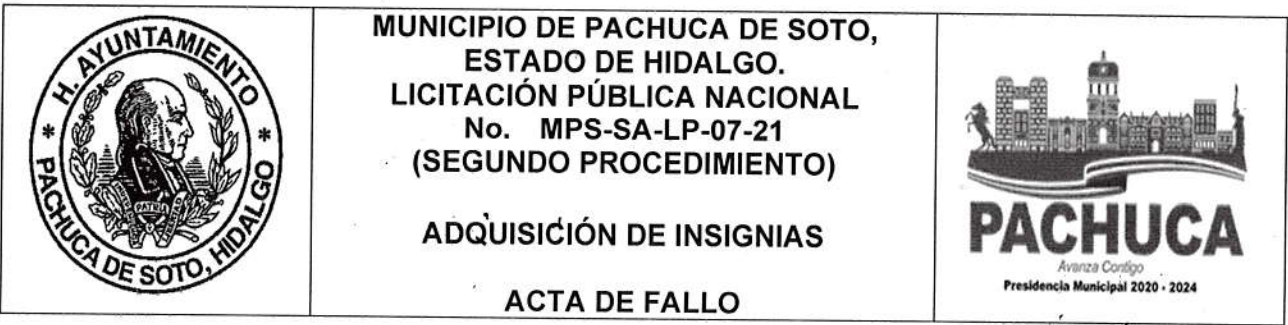 H. AYUNTAMIENTO
PACHUCA DE SOTO, HIDALGO
PATRIA
MUNICIPIO DE PACHUCA DE SOTO,
ESTADO DE HIDALGO.
LICITACIÓN PÚBLICA NACIONAL
No. MPS-SA-LP-07-21
(SEGUNDO PROCEDIMIENTO)
ADQUISICIÓN DE INSIGNIAS
ACTA DE FALLO
PACHUCA
Avanza Contigo
Presidencia Municipal 2020 - 2024